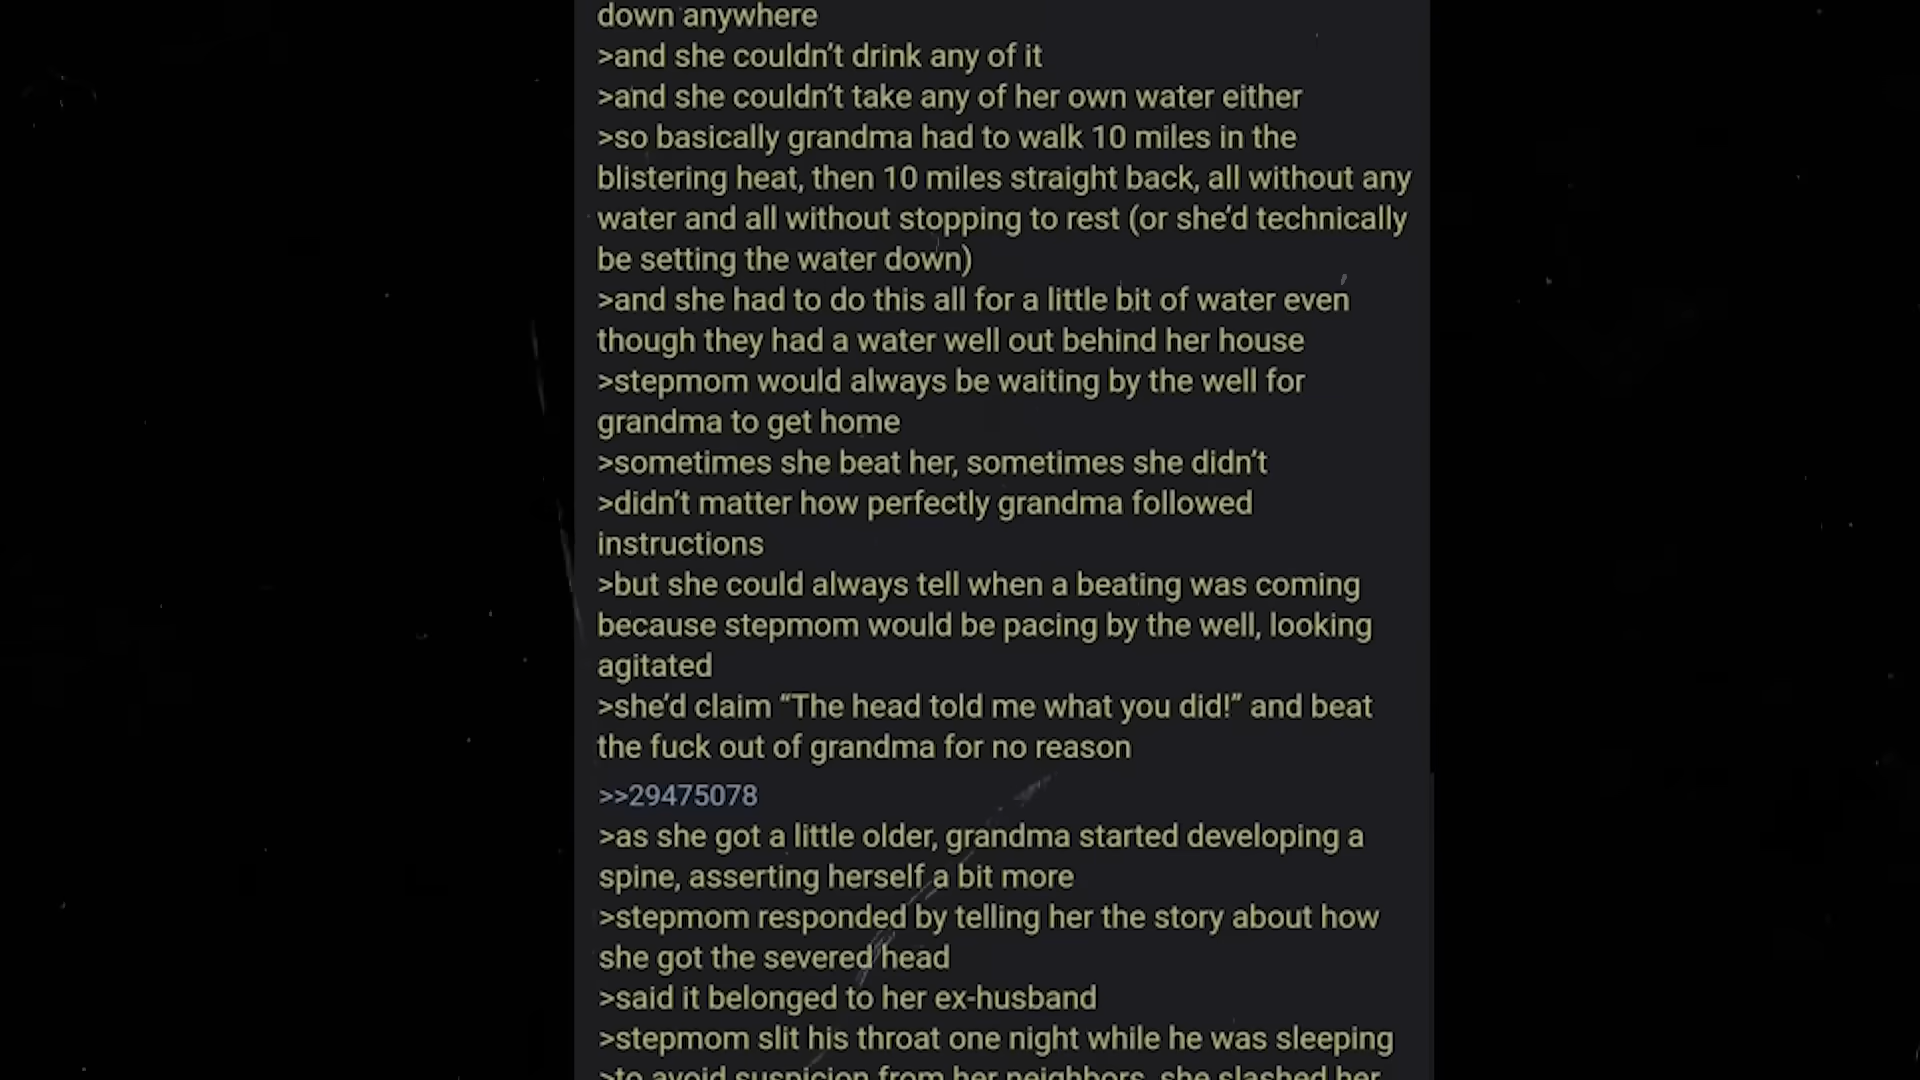 down anywhere
>and she couldn’t drink any of it
>and she couldn’t take any of her own water either
>so basically grandma had to walk 10 miles in the
blistering heat, then 10 miles straight back, all without any
water and all without stopping to rest (or she’d technically
be setting the water down)
>and she had to do this all for a little bit of water even
though they had a water well out behind her house
>stepmom would always be waiting by the well for
grandma to get home
>sometimes she beat her, sometimes she didn’t
>didn’t matter how perfectly grandma followed
instructions
>but she could always tell when a beating was coming
because stepmom would be pacing by the well, looking
agitated
>she’d claim “The head told me what you did!” and beat
the fuck out of grandma for no reason
>>29475078
>as she got a little older, grandma started developing a
spine, asserting herself a bit more
>stepmom responded by telling her the story about how
she got the severed head
>said it belonged to her ex-husband
>stepmom slit his throat one night while he was sleeping
>to avoid suspicion from her neighbors, she slashed her